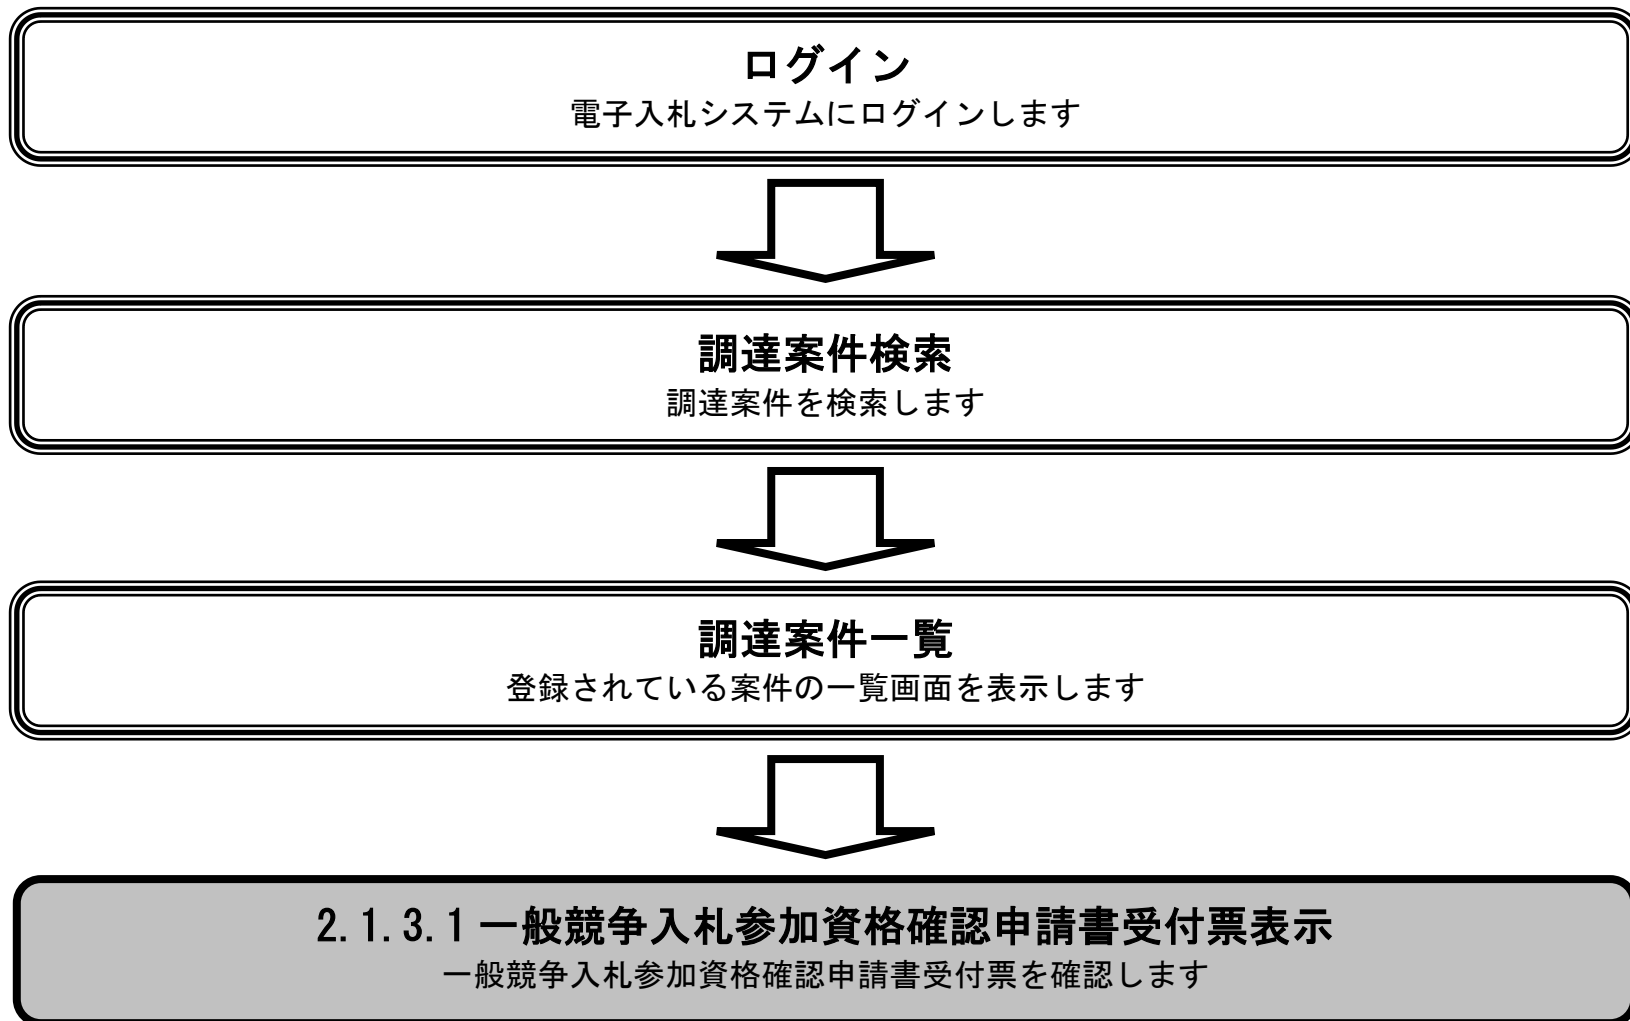 ログイン
電子入札システムにログインします
調達案件検索
調達案件を検索します
調達案件一覧
登録されている案件の一覧画面を表示します
2.1.3.1 一般競争入札参加資格確認申請書受付票表示
一般競争入札参加資格確認申請書受付票を確認します